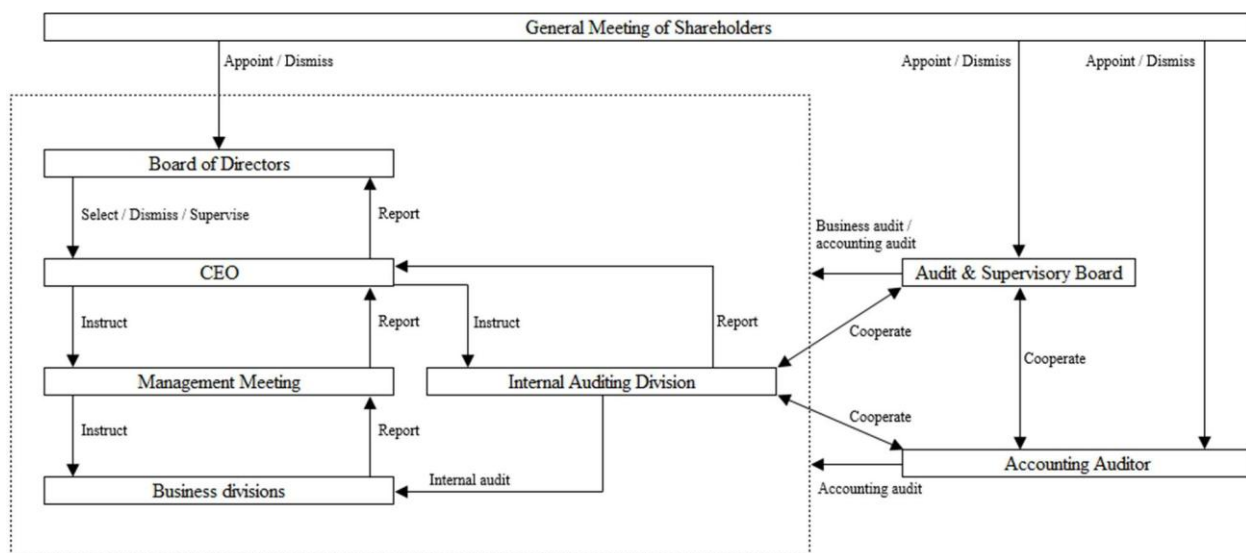 General Meeting of Shareholders
Appoint / Dismiss
Appoint / Dismiss
Appoint / Dismiss
Board of Directors
Select / Dismiss / Supervise
Report
Business audit /
accounting audit
CEO
Audit & Supervisory Board
Instruct
Report
Instruct
Report
Cooperate
Cooperate
Management Meeting
Internal Auditing Division
Cooperate
Instruct
Report
Internal audit
Accounting Auditor
Business divisions
Accounting audit